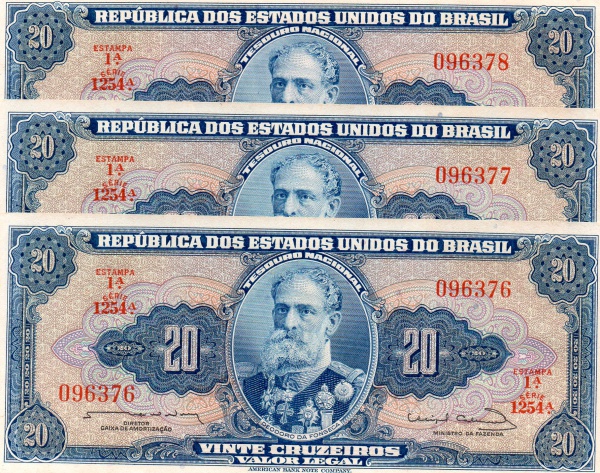 20 REPÚBLICA DOS ESTADOS UNIDOS DO BRASIL 20
TESOURO NACIONAL
ESTAMPA
1ª
SÉRIE
1254ª
096378
20 REPÚBLICA DOS ESTADOS UNIDOS DO BRASIL 20
TESOURO NACIONAL
ESTAMPA
1ª
SÉRIE
1254ª
096377
20 REPÚBLICA DOS ESTADOS UNIDOS DO BRASIL 20
TESOURO NACIONAL
ESTAMPA
1ª
SÉRIE
1254ª
096376
20 20
096376
1ª
SÉRIE
1254ª
DIRETOR
CAIXA DE AMORTIZAÇÃO
DEODORO DA FONSECA
MINISTRO DA FAZENDA
20 VINTE CRUZEIROS 20
VALOR LEGAL
AMERICAN BANK NOTE COMPANY.